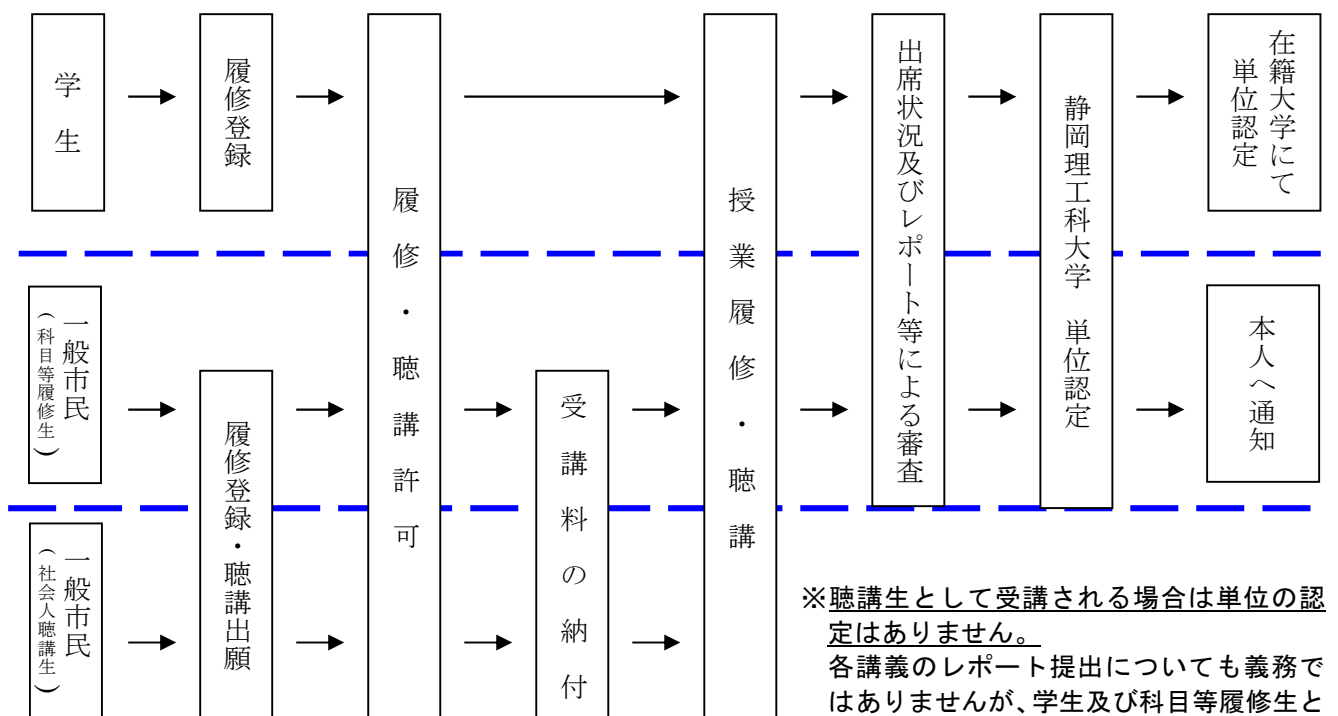 学生
履修登録
履修・聴講許可
授業履修・聴講
出席状況及びレポート等による審査
静岡理工科大学　単位認定
在籍大学にて
単位認定
一般市民
（科目等履修生）
履修登録・聴講出願
受講料の納付
本人へ通知
一般市民
（社会人聴講生）
※聴講生として受講される場合は単位の認
定はありません。
各講義のレポート提出についても義務で
はありませんが、学生及び科目等履修生と